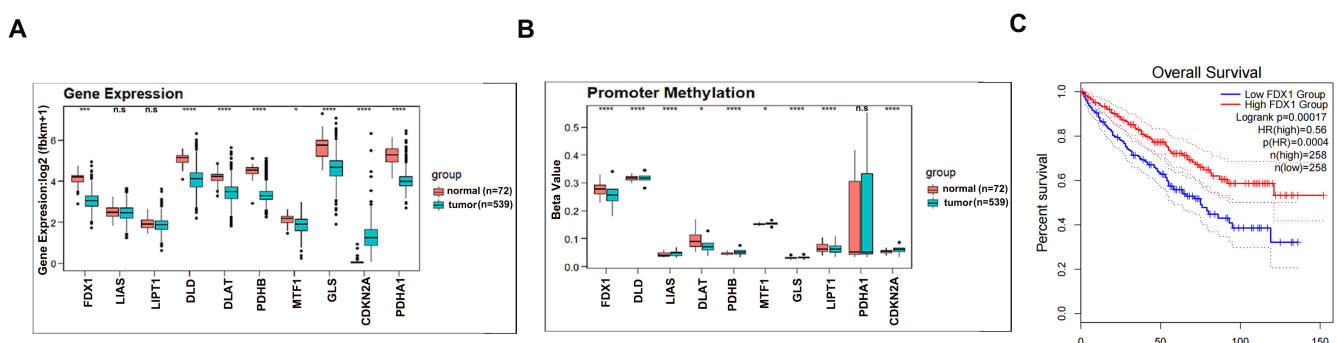 A
Gene Expression
*** n.s n.s **** **** **** * **** **** ****
Gene Expression:log2 (fbkm+1)
6
4
2
0
FDX1
LIAS
LIPT1
DLD
DLAT
PDHB
MTF1
GLS
CDKN2A
PDHA1
group
normal (n=72)
tumor(n=539)
B
Promoter Methylation
**** **** **** * **** * **** **** n.s ****
Beta Value
0.5
0.4
0.3
0.2
0.1
0.0
FDX1
DLD
LIAS
DLAT
PDHB
MTF1
GLS
LIPT1
PDHA1
CDKN2A
group
normal (n=72)
tumor(n=539)
C
Overall Survival
Low FDX1 Group
High FDX1 Group
Logrank p=0.00017
HR(high)=0.56
p(HR)=0.0004
n(high)=258
n(low)=258
Percent survival
1.0
0.8
0.6
0.4
0.2
0.0
0 50 100 150